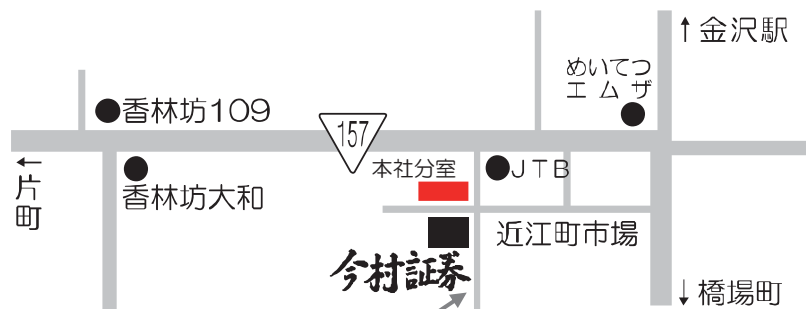 ↑金沢駅
めいてつ
エムザ
●香林坊109
157
←
片町
●
香林坊大和
本社分室
●JTB
近江町市場
今村証券
↓橋場町